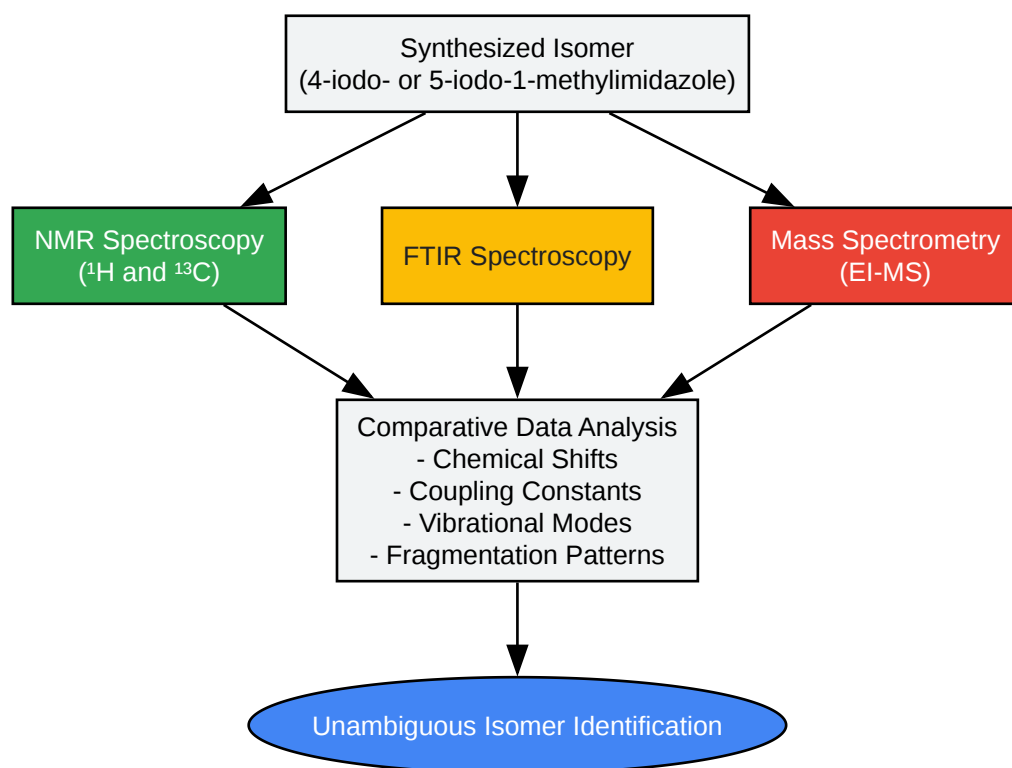 Synthesized Isomer
(4-iodo- or 5-iodo-1-methylimidazole)
NMR Spectroscopy
(¹H and ¹³C)
FTIR Spectroscopy
Mass Spectrometry
(EI-MS)
Comparative Data Analysis
- Chemical Shifts
- Coupling Constants
- Vibrational Modes
- Fragmentation Patterns
Unambiguous Isomer Identification